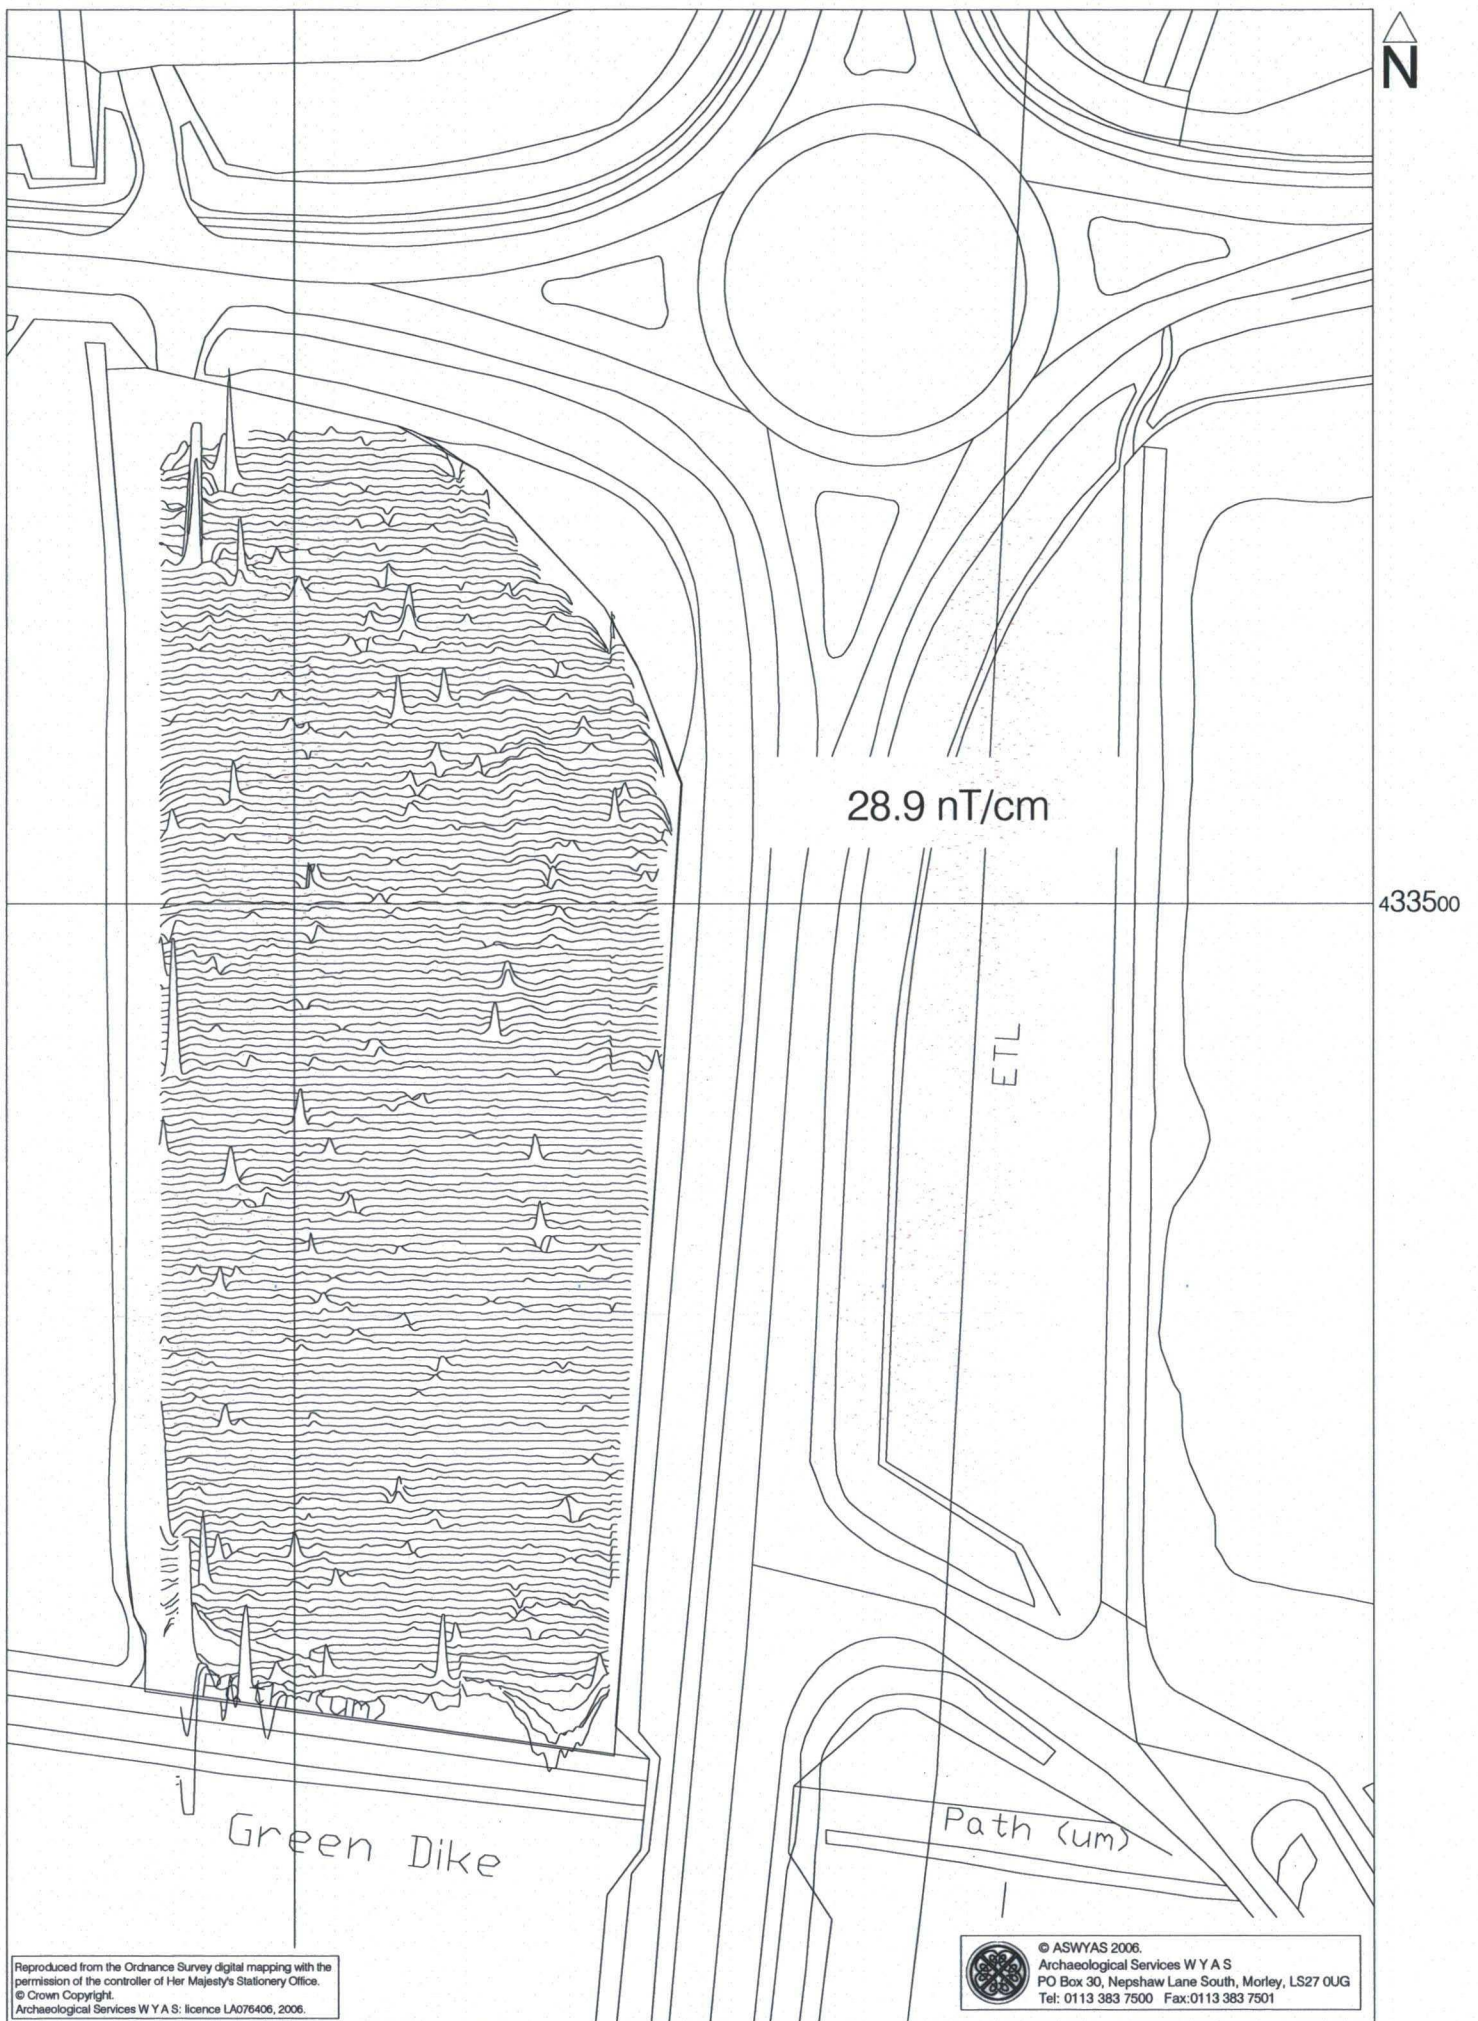 N
28.9 nT/cm
433500
ETL
(um)
Green Dike
Path (um)
Reproduced from the Ordnance Survey digital mapping with the
permission of the controller of Her Majesty's Stationery Office.
© Crown Copyright.
Archaeological Services W Y A S: licence LA076406, 2006.
© ASWYAS 2006.
Archaeological Services W Y A S
PO Box 30, Nepshaw Lane South, Morley, LS27 0UG
Tel: 0113 383 7500 Fax:0113 383 7501